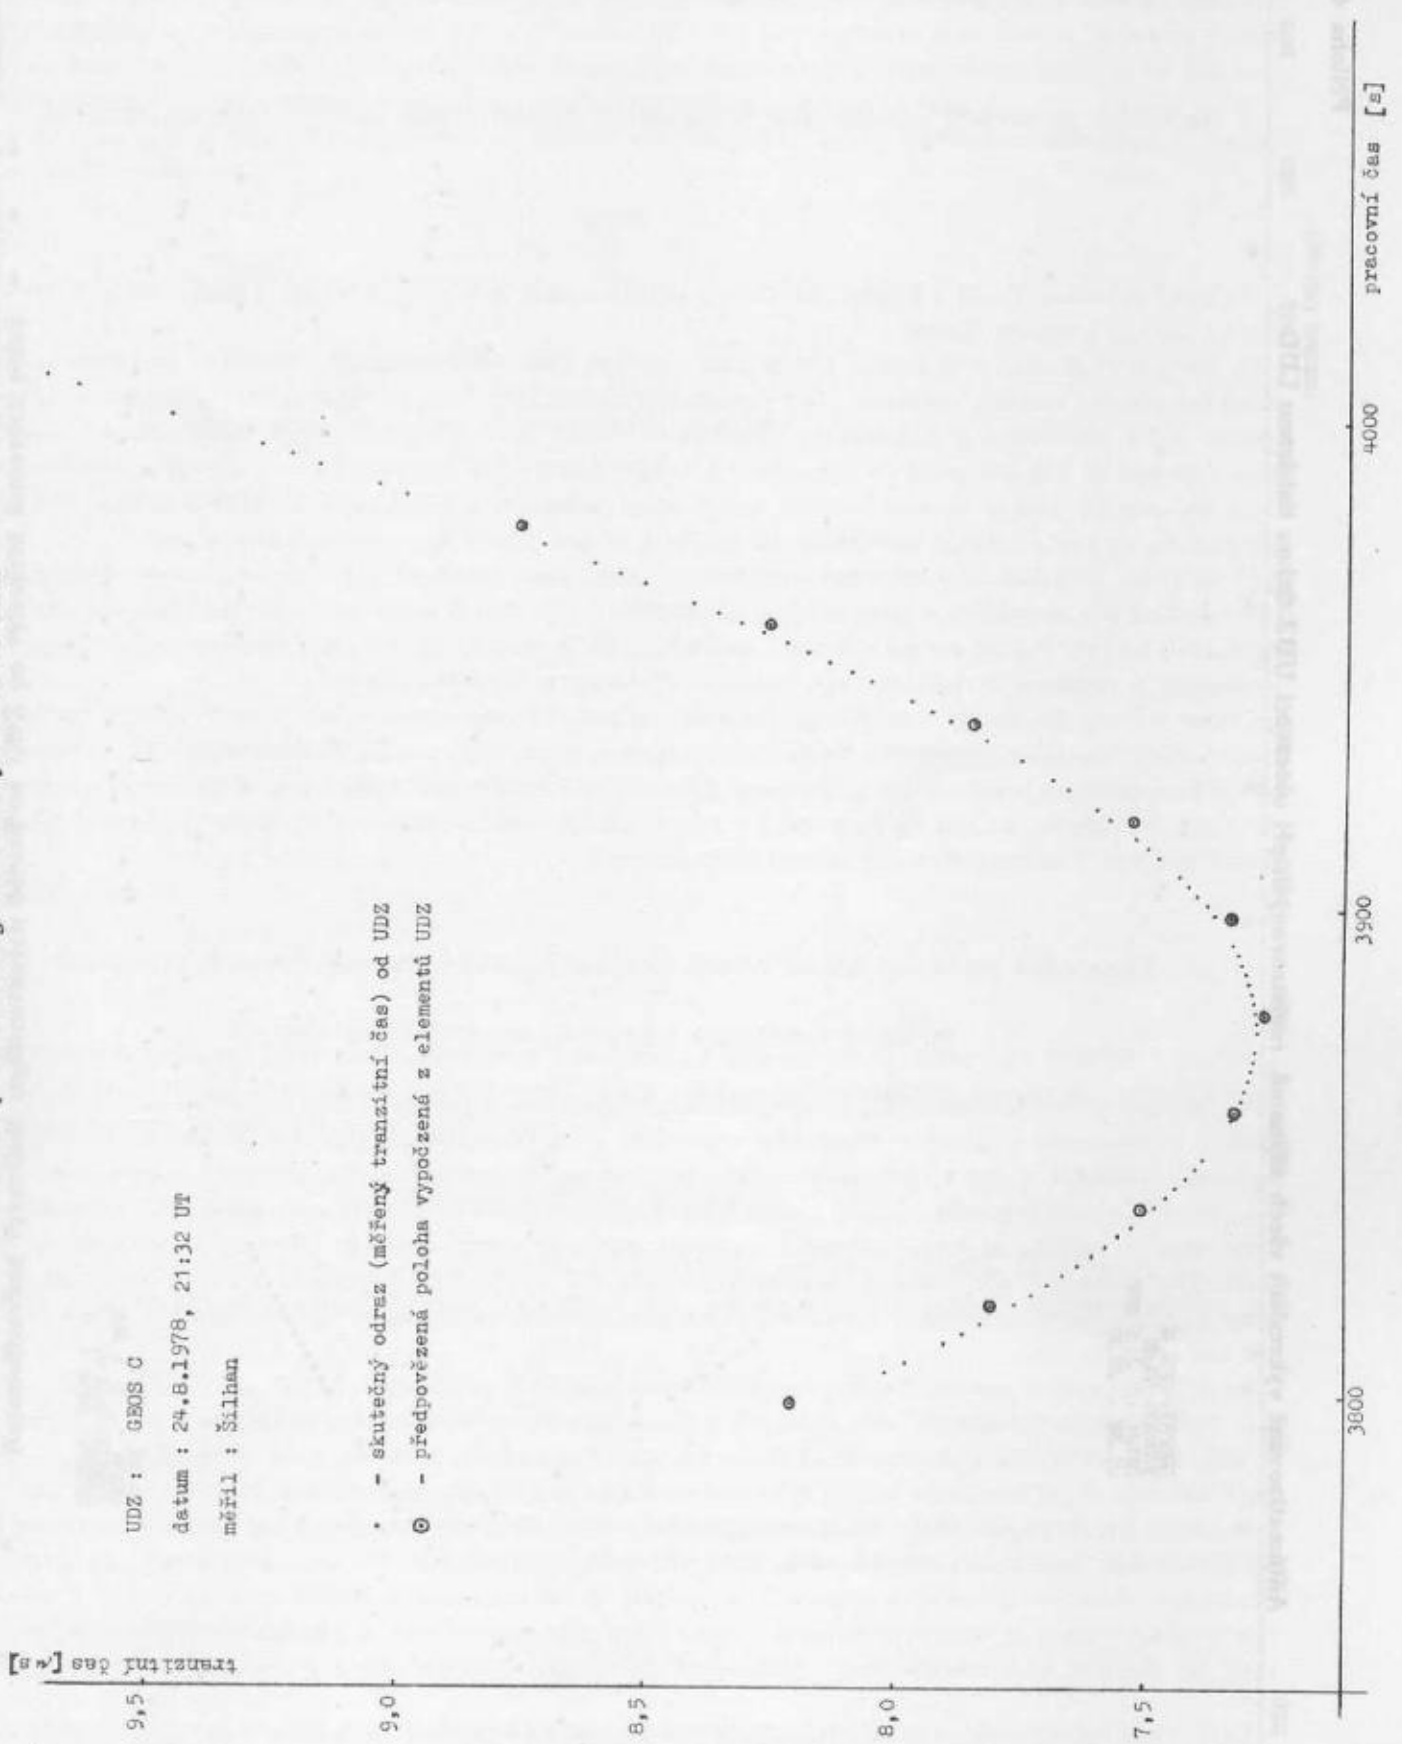 tranzitní čas [μs]
9,5
9,0
8,5
8,0
7,5
UDZ : GEOS C
datum : 24.8.1978, 21:32 UT
měřil : Šilhan
• - skutečný odraz (měřený tranzitní čas) od UDZ
⊙ - předpovězená poloha vypočzená z elementů UDZ
3800
3900
4000
pracovní čas [s]